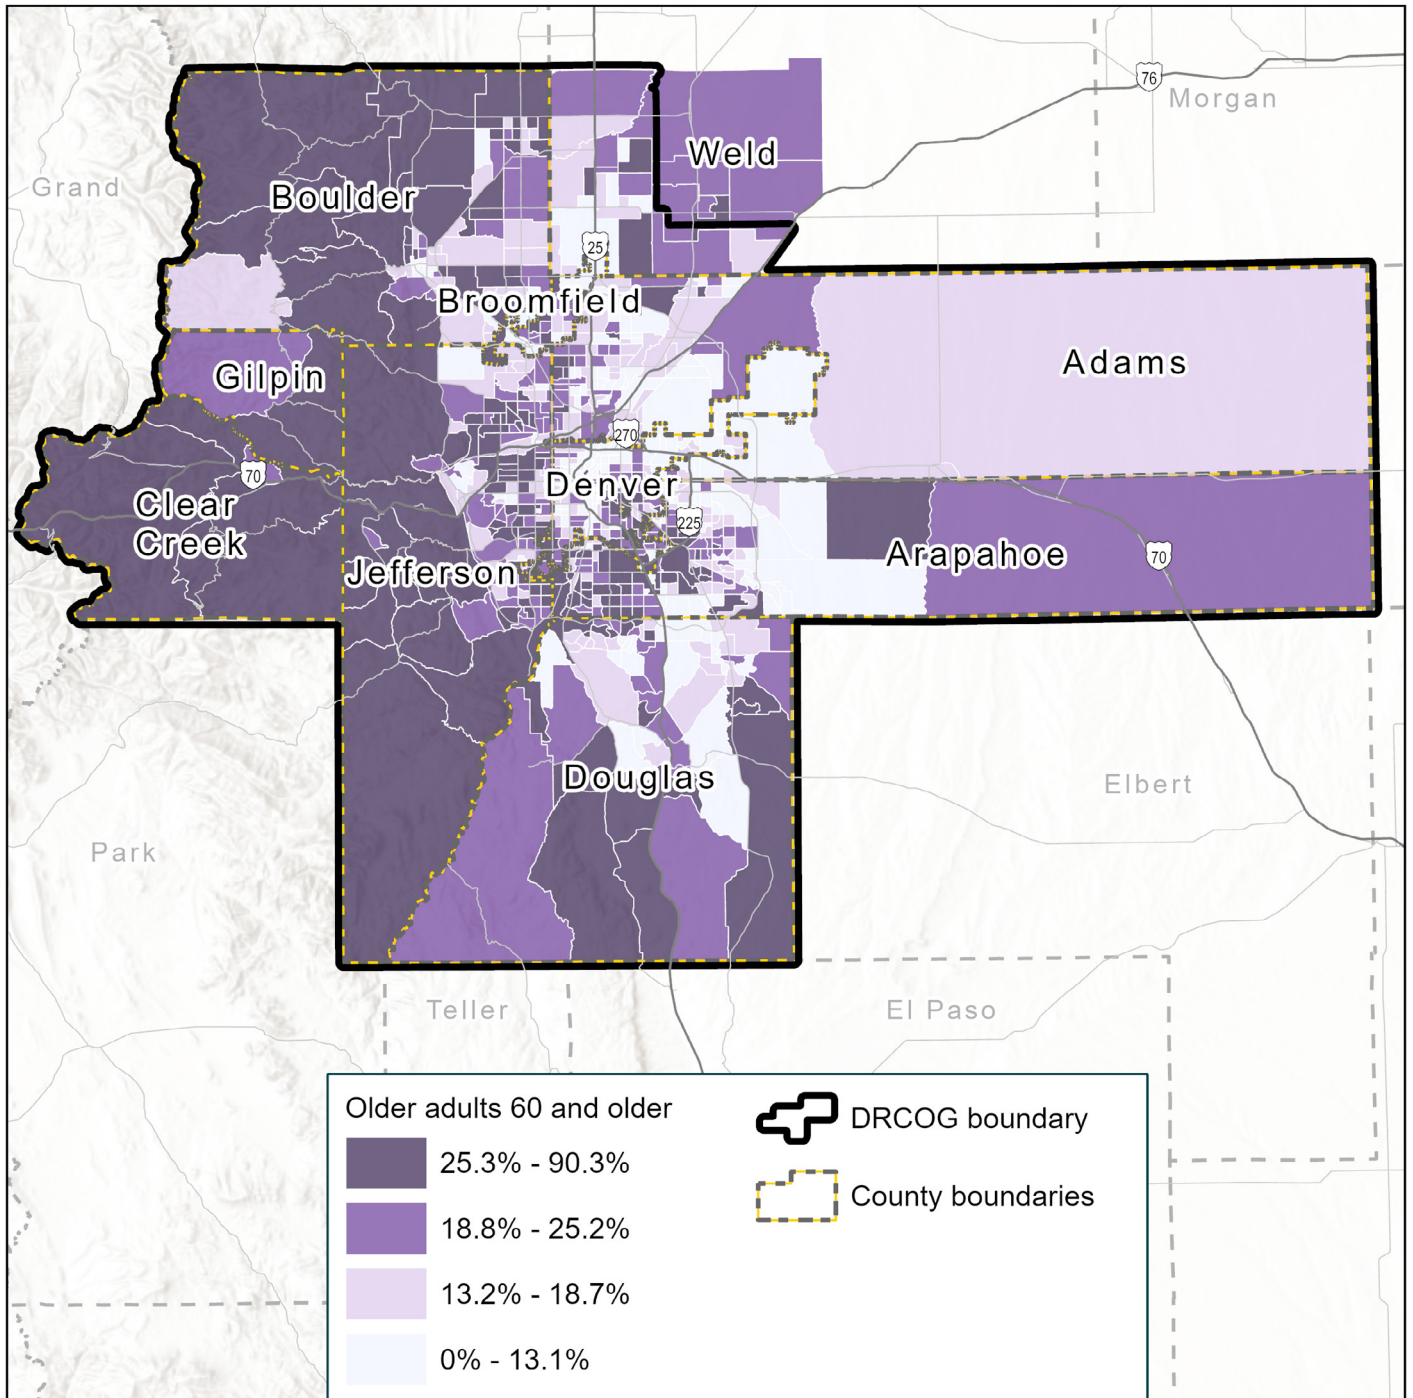 76
Morgan
Weld
Grand
Boulder
25
Broomfield
Adams
Gilpin
270
70
Denver
Clear
Creek
225
Arapahoe
70
Jefferson
Douglas
Elbert
Park
Teller
El Paso
Older adults 60 and older
25.3% - 90.3%
18.8% - 25.2%
13.2% - 18.7%
0% - 13.1%
DRCOG boundary
County boundaries